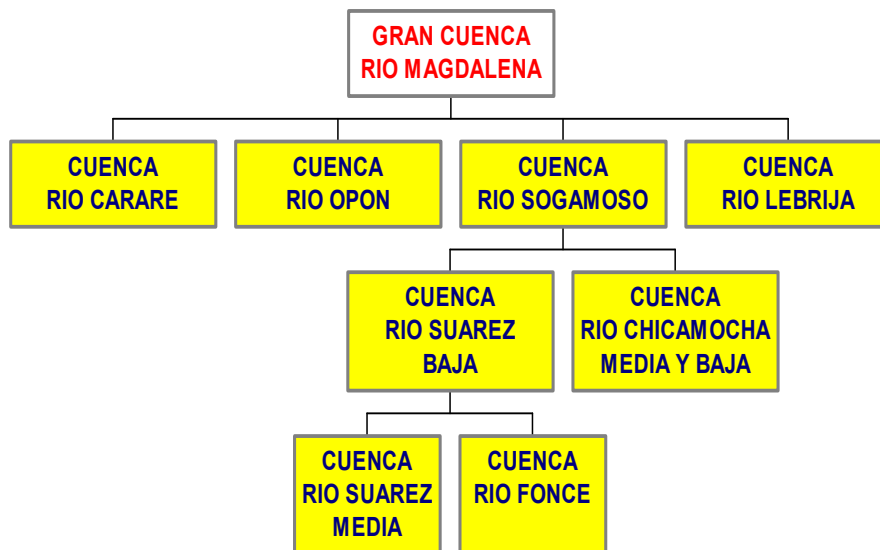 GRAN CUENCA
RIO MAGDALENA
CUENCA
RIO CARARE
CUENCA
RIO OPON
CUENCA
RIO SOGAMOSO
CUENCA
RIO LEBRIJA
CUENCA
RIO SUAREZ
BAJA
CUENCA
RIO CHICAMOCHA
MEDIA Y BAJA
CUENCA
RIO SUAREZ
MEDIA
CUENCA
RIO FONCE